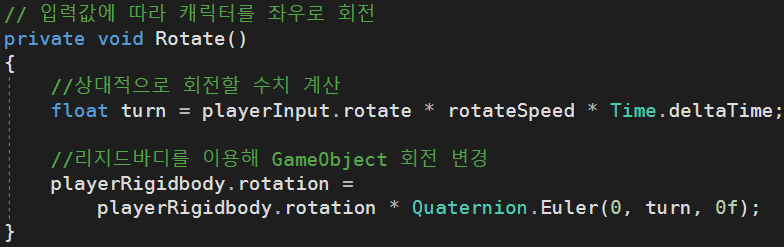 // 입력값에 따라 캐릭터를 좌우로 회전
private void Rotate()
{
//상대적으로 회전할 수치 계산
float turn = playerInput.rotate * rotateSpeed * Time.deltaTime;
//리지드바디를 이용해 GameObject 회전 변경
playerRigidbody.rotation =
playerRigidbody.rotation * Quaternion.Euler(0, turn, 0f);
}